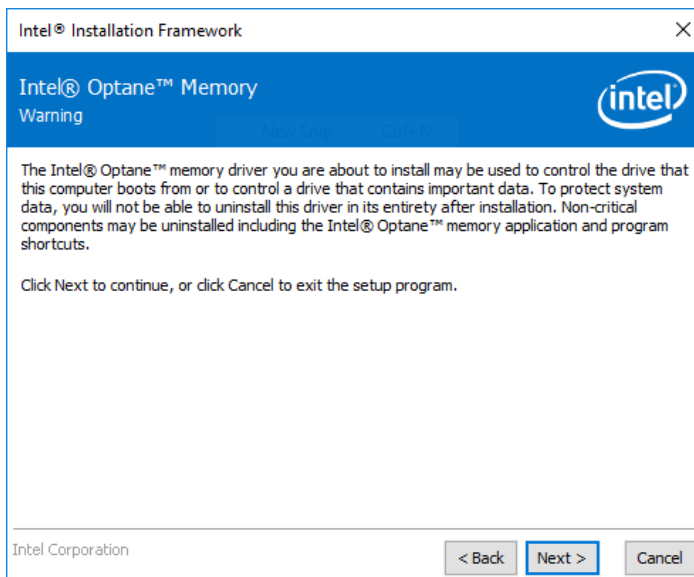 Intel® Installation Framework
Intel® Optane™ Memory
Warning
intel
New Snip Ctrl+N
The Intel® Optane™ memory driver you are about to install may be used to control the drive that
this computer boots from or to control a drive that contains important data. To protect system
data, you will not be able to uninstall this driver in its entirety after installation. Non-critical
components may be uninstalled including the Intel® Optane™ memory application and program
shortcuts.
Click Next to continue, or click Cancel to exit the setup program.
Intel Corporation
< Back Next > Cancel